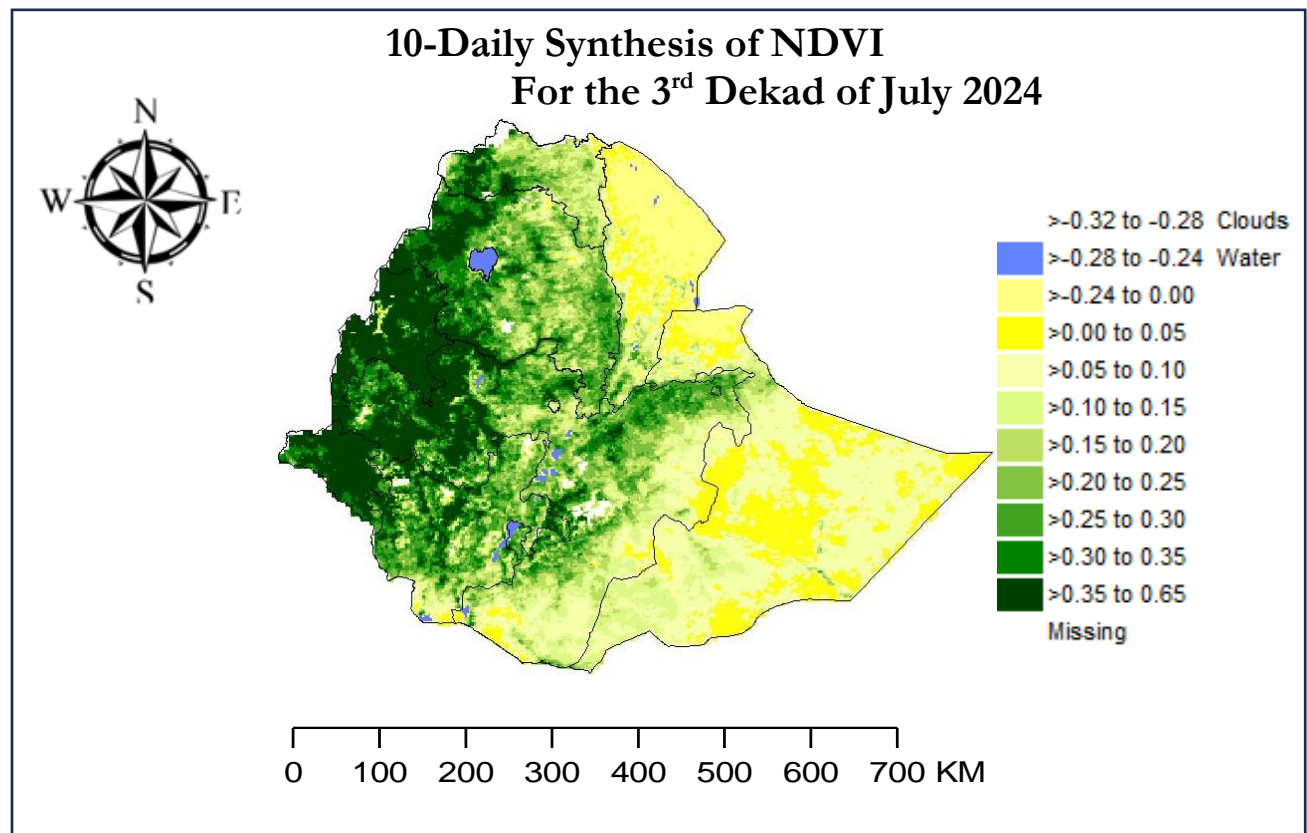 10-Daily Synthesis of NDVI
For the 3rd Dekad of July 2024
N
W
E
S
>-0.32 to -0.28 Clouds
>-0.28 to -0.24 Water
>-0.24 to 0.00
>0.00 to 0.05
>0.05 to 0.10
>0.10 to 0.15
>0.15 to 0.20
>0.20 to 0.25
>0.25 to 0.30
>0.30 to 0.35
>0.35 to 0.65
Missing
0 100 200 300 400 500 600 700 KM